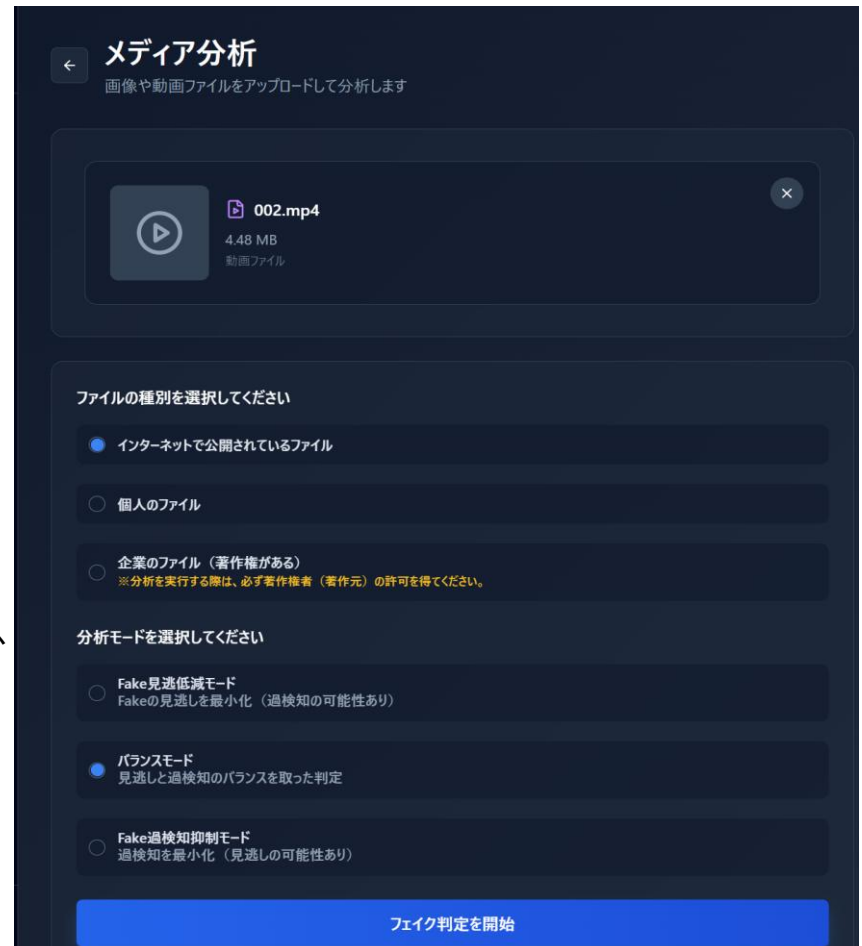 メディア分析
画像や動画ファイルをアップロードして分析します
002.mp4
4.48 MB
動画ファイル
ファイルの種別を選択してください
インターネットで公開されているファイル
個人のファイル
企業のファイル（著作権がある）
※分析を実行する際は、必ず著作権者（著作元）の許可を得てください。
分析モードを選択してください
Fake見逃低減モード
Fakeの見逃しを最小化（過検知の可能性あり）
バランスモード
見逃しと過検知のバランスを取った判定
Fake過検知抑制モード
過検知を最小化（見逃しの可能性あり）
フェイク判定を開始